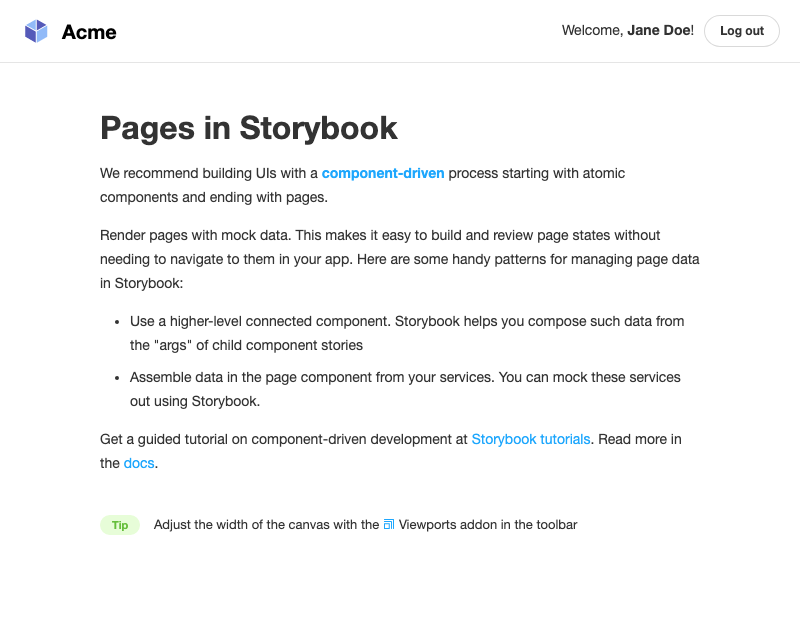 Acme
Welcome, Jane Doe!
Log out
Pages in Storybook
We recommend building UIs with a component-driven process starting with atomic
components and ending with pages.
Render pages with mock data. This makes it easy to build and review page states without
needing to navigate to them in your app. Here are some handy patterns for managing page data
in Storybook:
• Use a higher-level connected component. Storybook helps you compose such data from
the "args" of child component stories
• Assemble data in the page component from your services. You can mock these services
out using Storybook.
Get a guided tutorial on component-driven development at Storybook tutorials. Read more in
the docs.
Tip Adjust the width of the canvas with the Viewports addon in the toolbar